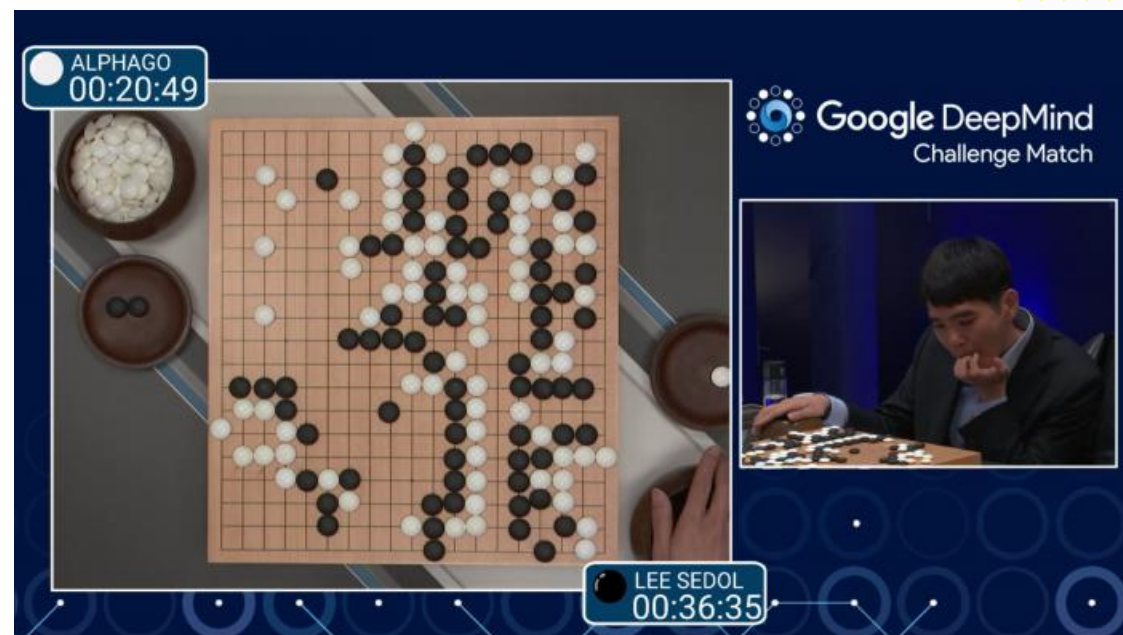 ALPHAGO
00:20:49
Google DeepMind
Challenge Match
LEE SEDOL
00:36:35